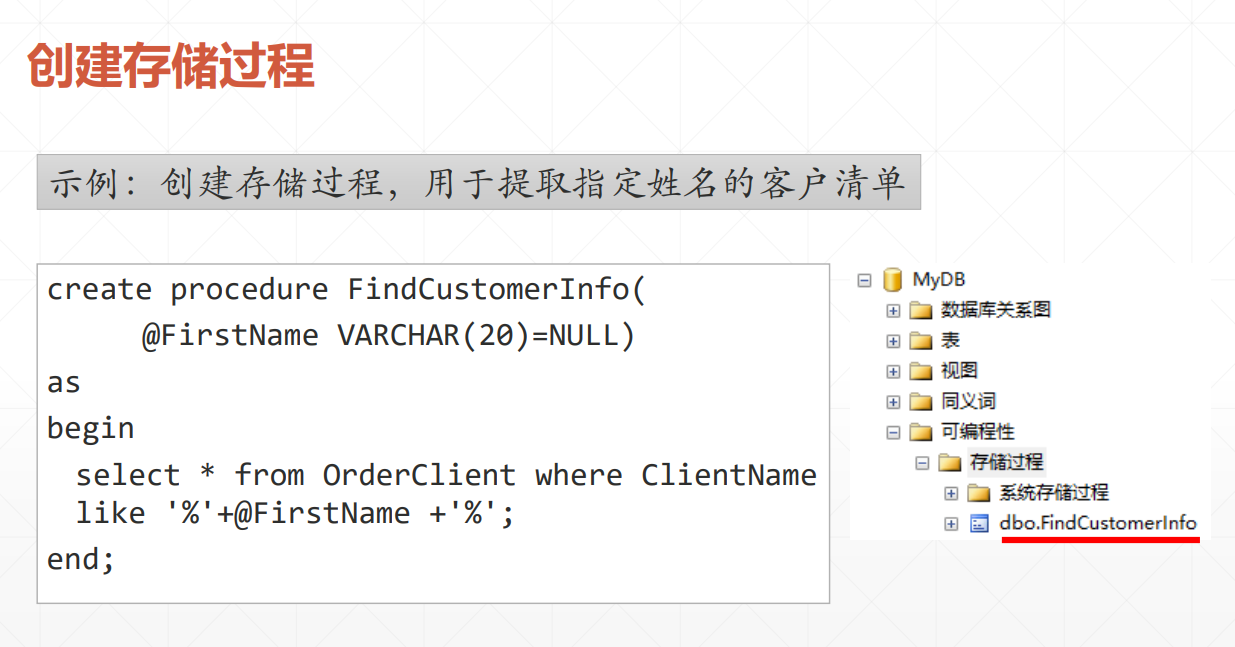 创建存储过程
示例：创建存储过程，用于提取指定姓名的客户清单
create procedure FindCustomerInfo(
@FirstName VARCHAR(20)=NULL)
as
begin
select * from OrderClient where ClientName
like '%'+@FirstName +'%';
end;
MyDB
数据库关系图
表
视图
同义词
可编程性
存储过程
系统存储过程
dbo.FindCustomerInfo